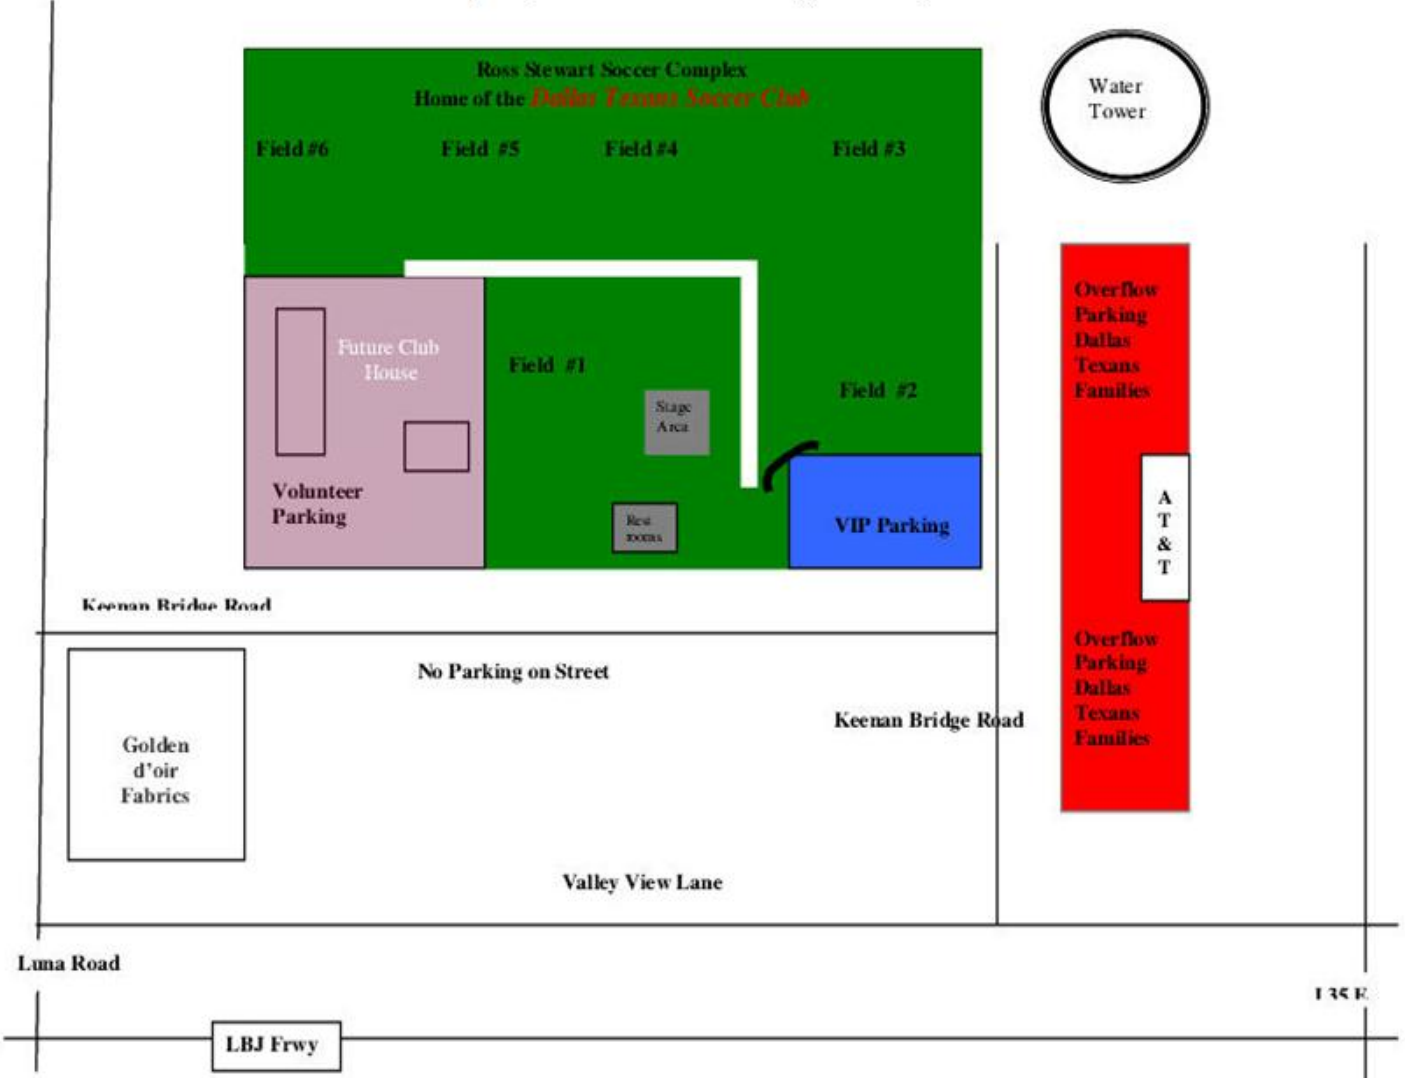 Ross Stewart Soccer Complex
Home of the Dallas Texans Soccer Club
Water
Tower
Field #6
Field #5
Field #4
Field #3
Overflow
Parking
Dallas
Texans
Families
Future Club
House
Field #1
Field #2
Stage
Area
Volunteer
Parking
Rest
rooms
VIP Parking
A
T
&
T
Keenan Bridge Road
No Parking on Street
Keenan Bridge Road
Overflow
Parking
Dallas
Texans
Families
Golden
d'oir
Fabrics
Valley View Lane
Luna Road
I 35 E
LBJ Frwy